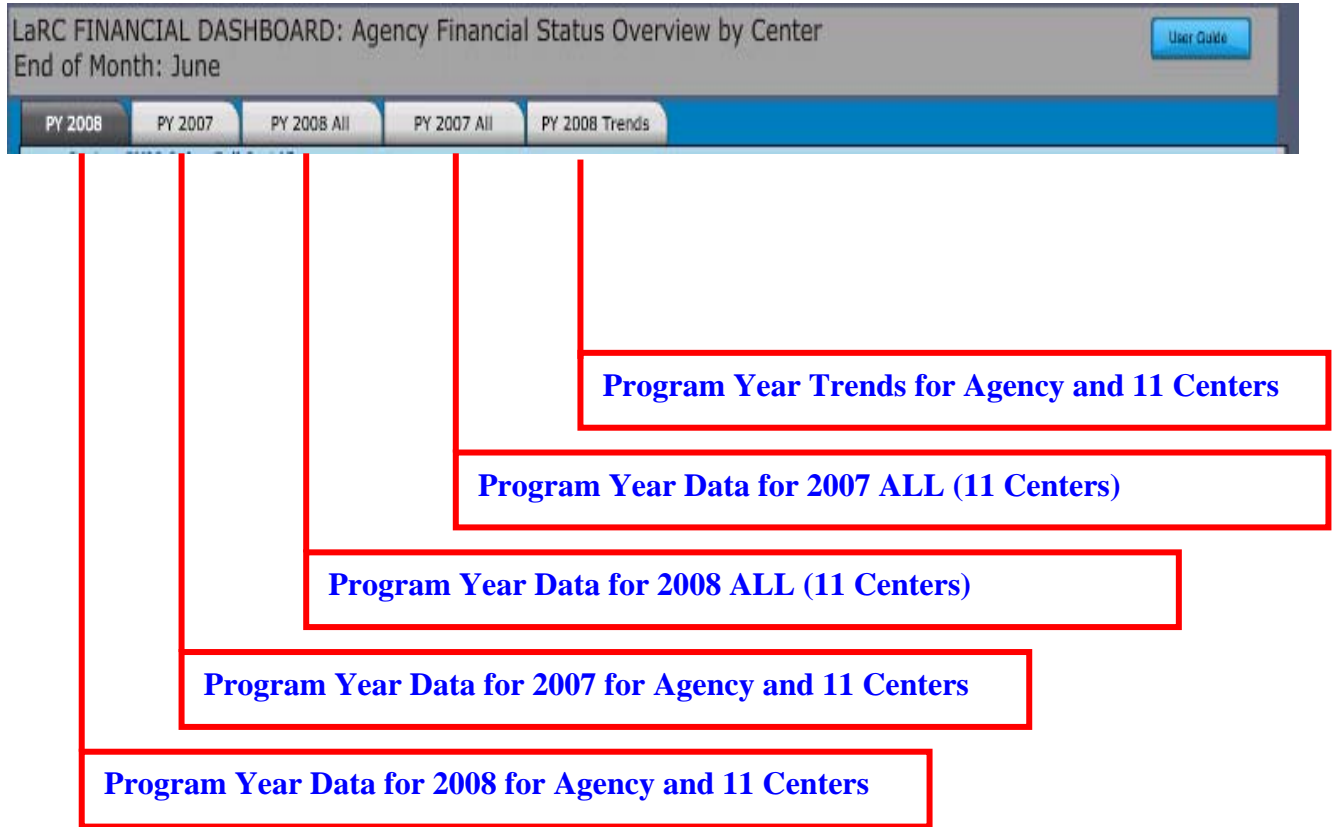 LaRC FINANCIAL DASHBOARD: Agency Financial Status Overview by Center
End of Month: June
User Guide
PY 2008 PY 2007 PY 2008 All PY 2007 All PY 2008 Trends
Program Year Trends for Agency and 11 Centers
Program Year Data for 2007 ALL (11 Centers)
Program Year Data for 2008 ALL (11 Centers)
Program Year Data for 2007 for Agency and 11 Centers
Program Year Data for 2008 for Agency and 11 Centers